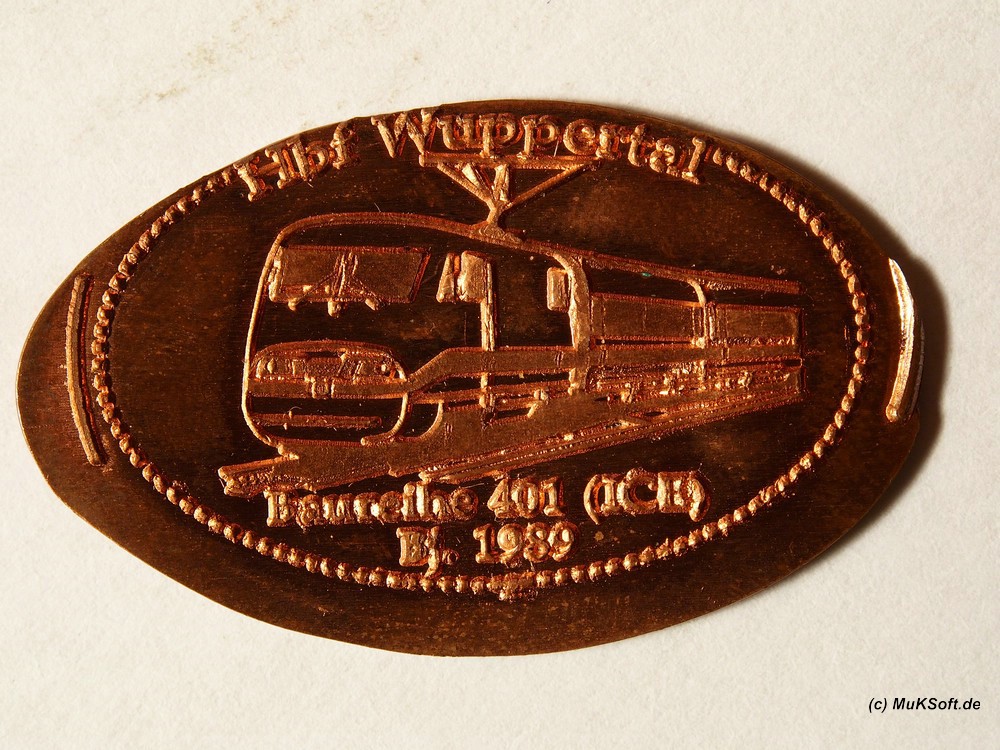 Hbf Wuppertal
Baureihe 401 (ICE)
Bj. 1989
(c) MuKSoft.de